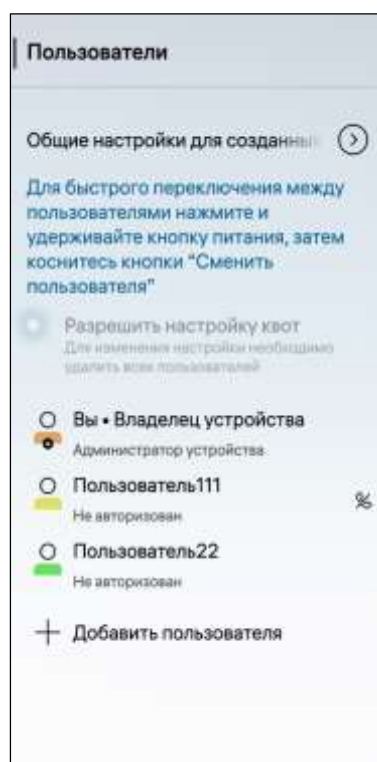 Пользователи
Общие настройки для созданны
Для быстрого переключения между
пользователями нажмите и
удерживайте кнопку питания, затем
коснитесь кнопки “Сменить
пользователя”
Разрешить настройку квот
Для изменения настройки необходимо
удалить всех пользователей
Вы • Владелец устройства
Администратор устройства
Пользователь111
Не авторизован
Пользователь22
Не авторизован
Добавить пользователя